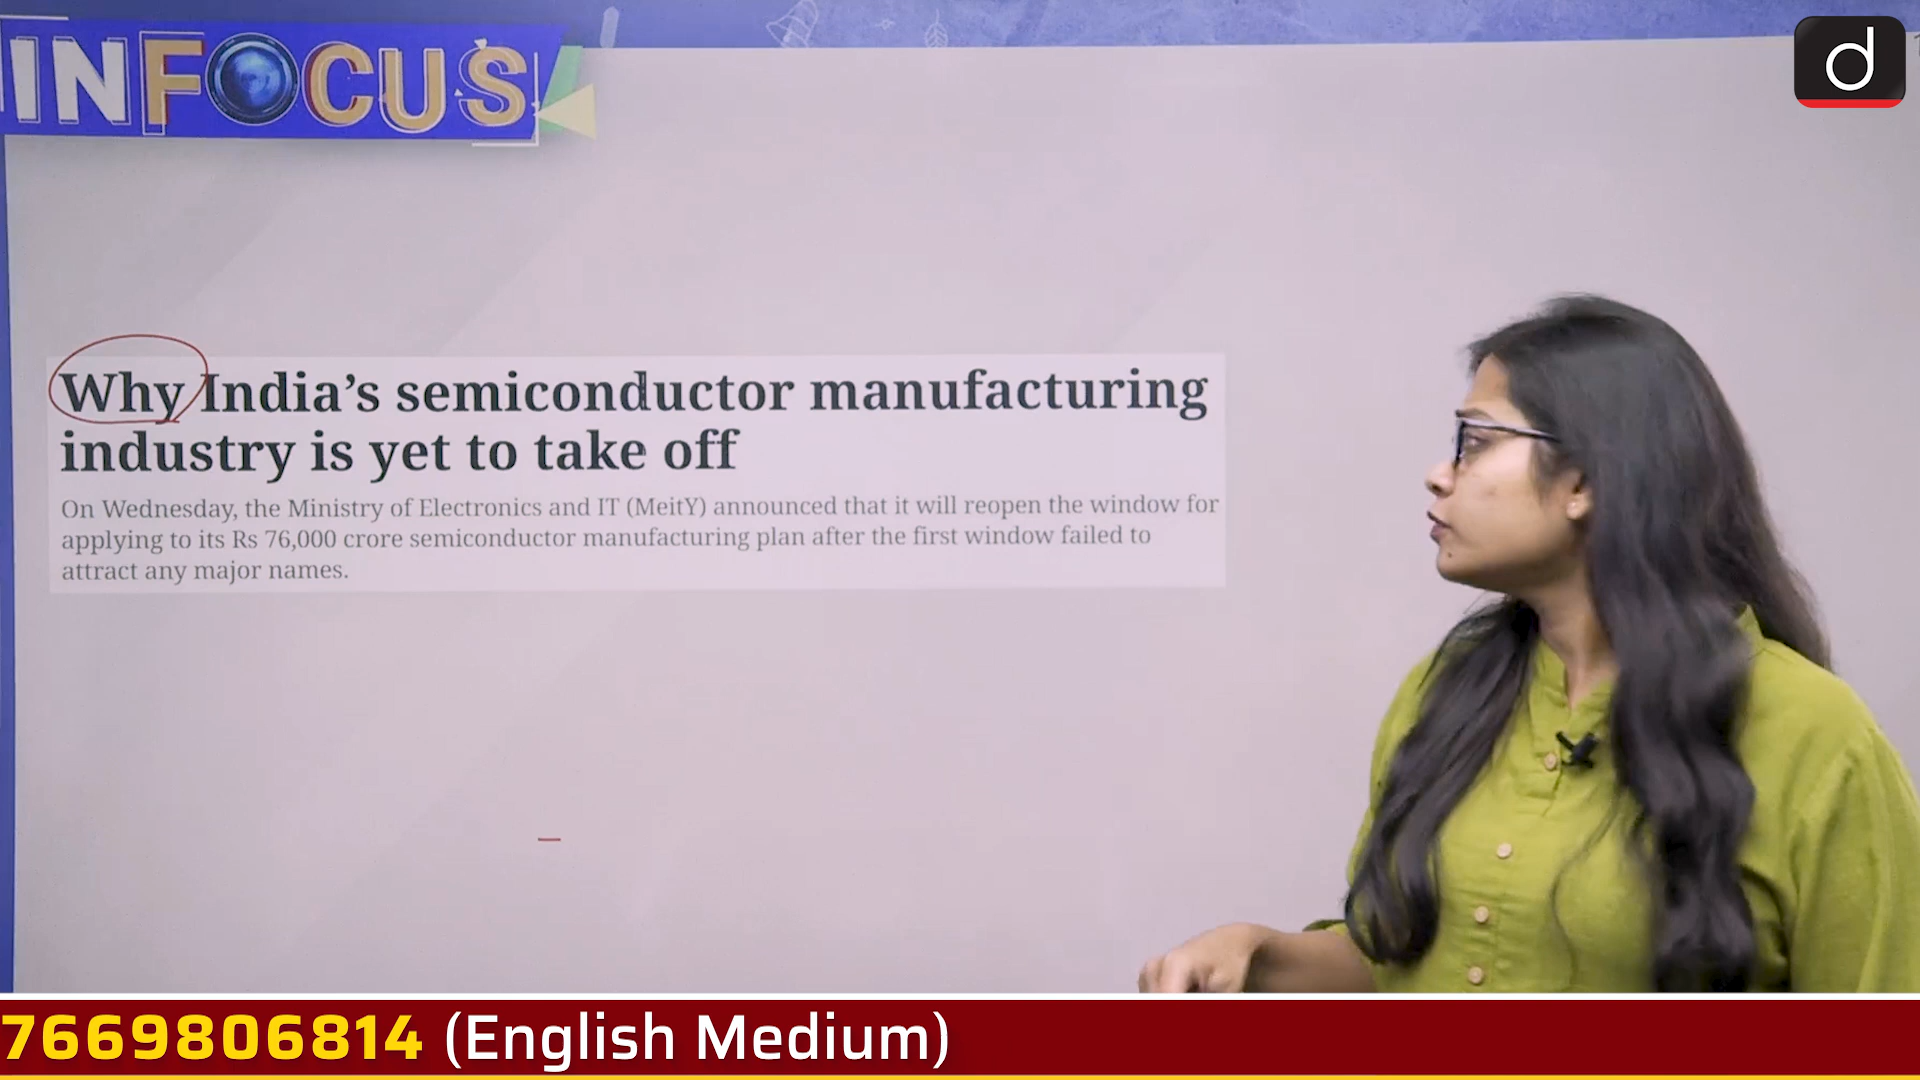 INFOCUS
d
Why India’s semiconductor manufacturing
industry is yet to take off
On Wednesday, the Ministry of Electronics and IT (MeitY) announced that it will reopen the window for
applying to its Rs 76,000 crore semiconductor manufacturing plan after the first window failed to
attract any major names.
7669806814 (English Medium)